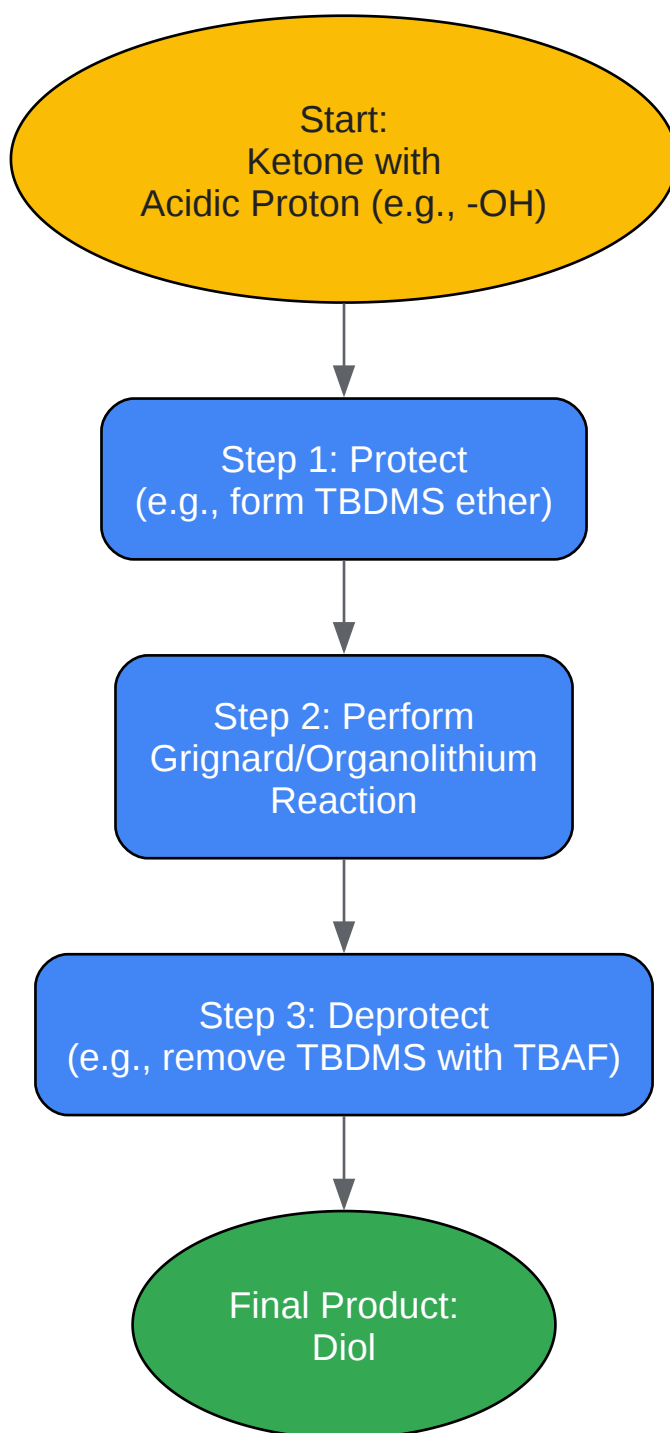 Start:
Ketone with
Acidic Proton (e.g., -OH)
Step 1: Protect
(e.g., form TBDMS ether)
Step 2: Perform
Grignard/Organolithium
Reaction
Step 3: Deprotect
(e.g., remove TBDMS with TBAF)
Final Product:
Diol